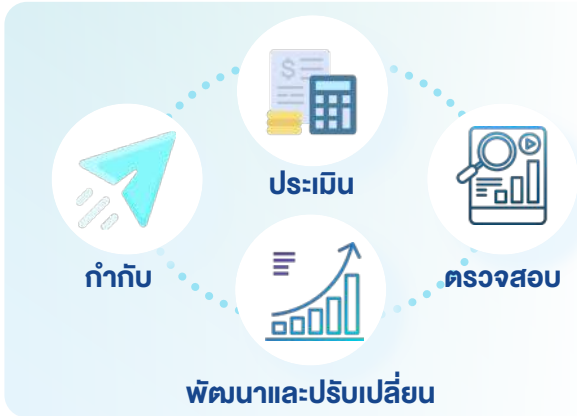 ประเมิน
กำกับ
ตรวจสอบ
พัฒนาและปรับเปลี่ยน